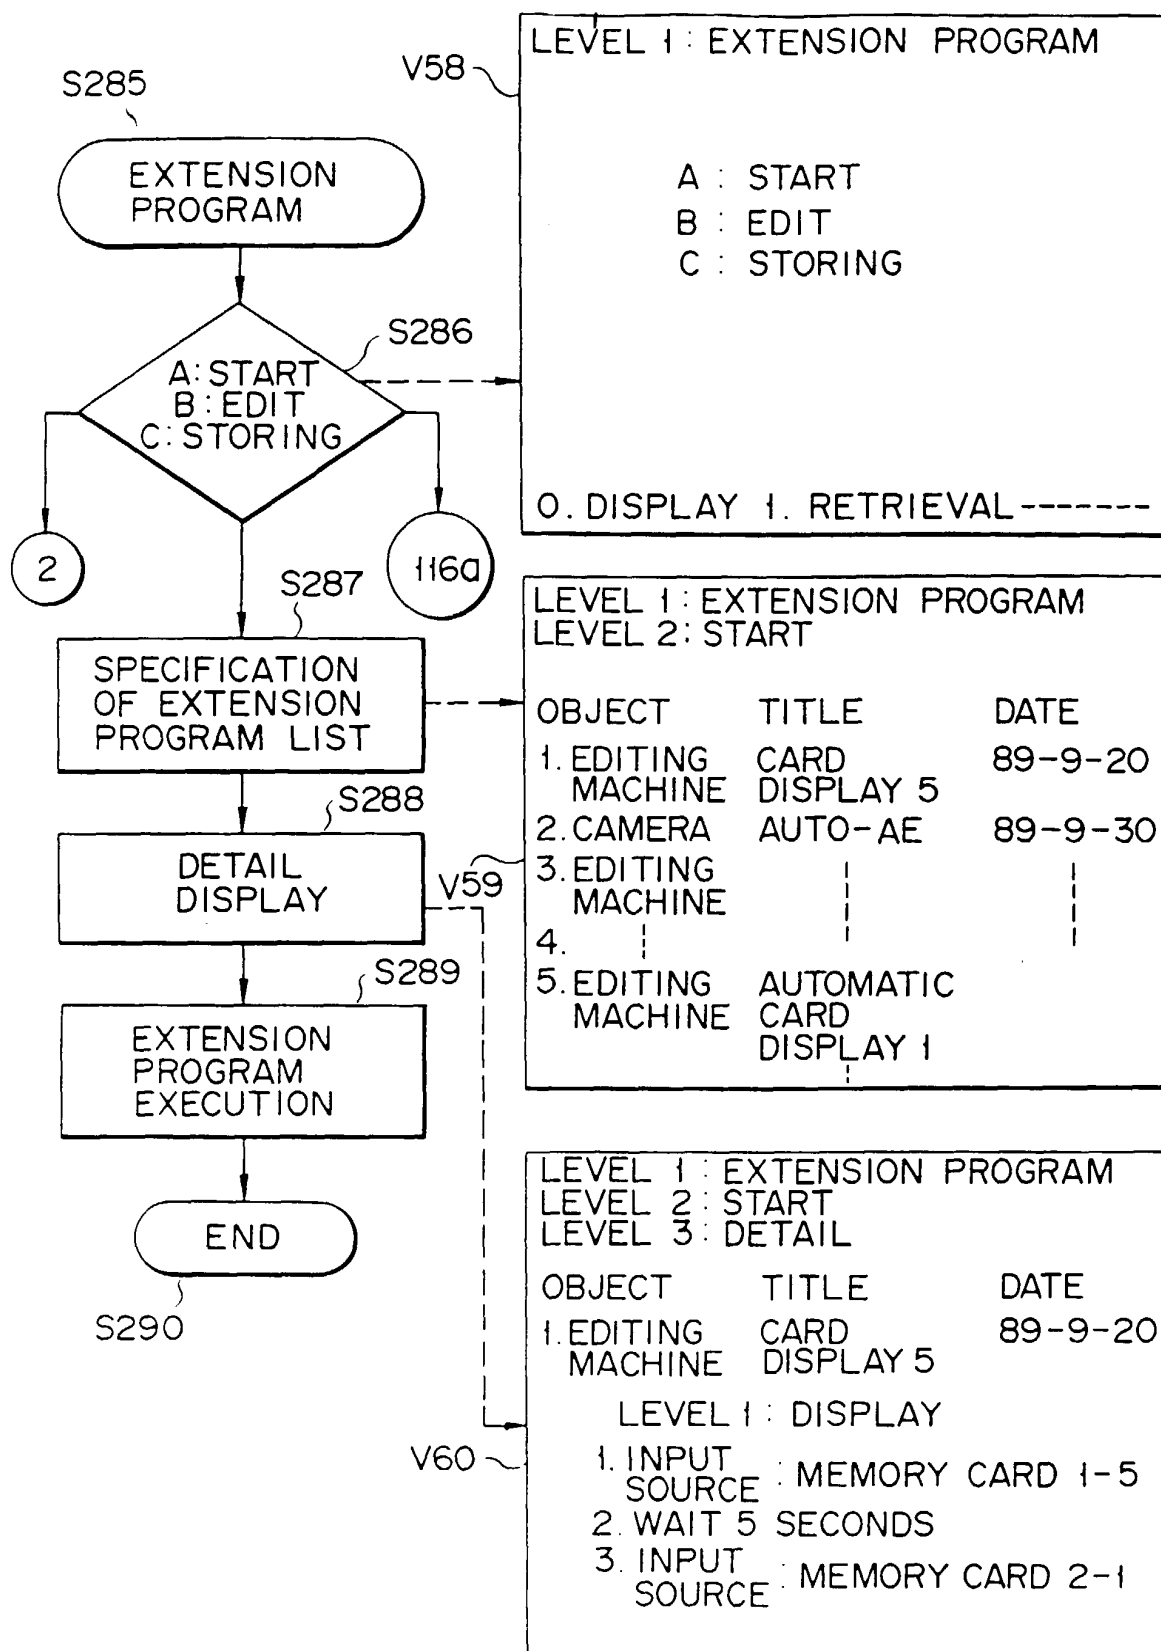 S285
EXTENSION
PROGRAM
S286
A: START
B: EDIT
C: STORING
2
116a
S287
SPECIFICATION
OF EXTENSION
PROGRAM LIST
S288
DETAIL
DISPLAY
S289
EXTENSION
PROGRAM
EXECUTION
END
S290
V58
LEVEL 1: EXTENSION PROGRAM
A : START
B : EDIT
C : STORING
0. DISPLAY 1. RETRIEVAL-------
V59
LEVEL 1: EXTENSION PROGRAM
LEVEL 2: START
OBJECT TITLE DATE
1. EDITING CARD 89-9-20
MACHINE DISPLAY 5
2. CAMERA AUTO-AE 89-9-30
3. EDITING
MACHINE
4.
5. EDITING AUTOMATIC
MACHINE CARD
DISPLAY 1
V60
LEVEL 1: EXTENSION PROGRAM
LEVEL 2: START
LEVEL 3: DETAIL
OBJECT TITLE DATE
1. EDITING CARD 89-9-20
MACHINE DISPLAY 5
LEVEL 1: DISPLAY
1. INPUT
SOURCE : MEMORY CARD 1-5
2. WAIT 5 SECONDS
3. INPUT
SOURCE : MEMORY CARD 2-1